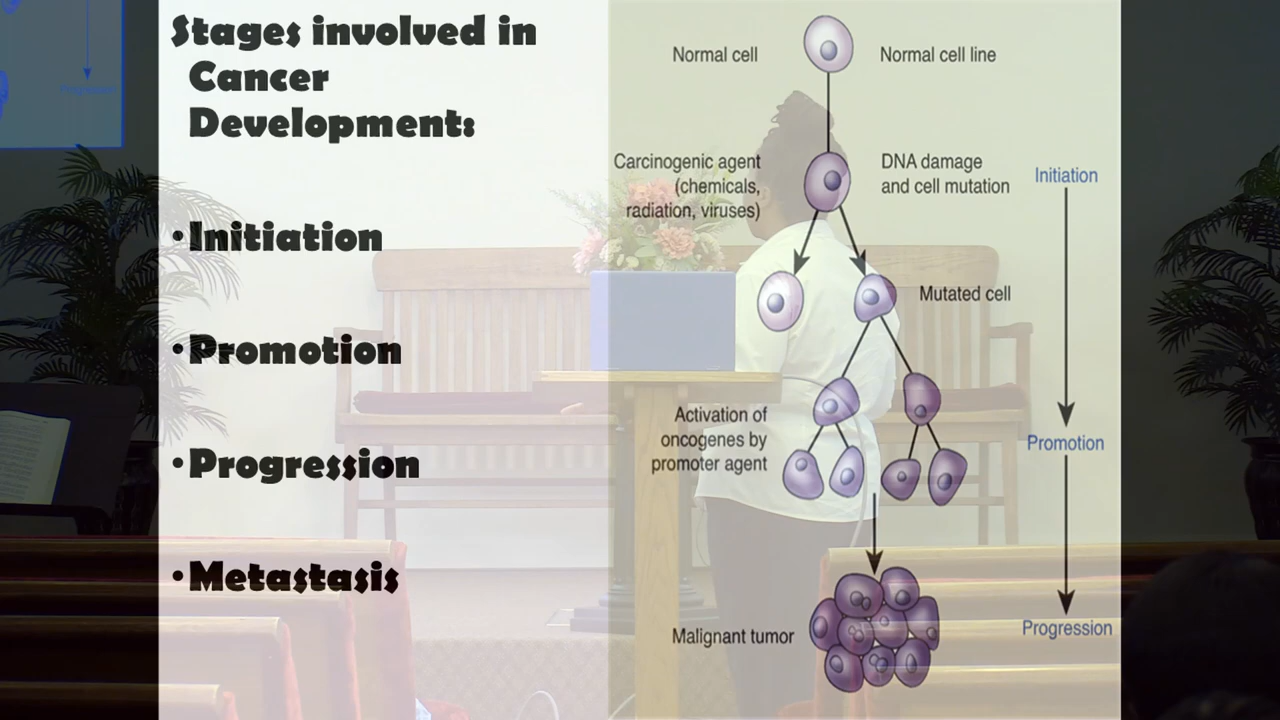 Stages involved in
Cancer
Development:
•Initiation
•Promotion
•Progression
•Metastasis
Normal cell
Normal cell line
Carcinogenic agent
(chemicals,
radiation, viruses)
DNA damage
and cell mutation
Initiation
Mutated cell
Activation of
oncogenes by
promoter agent
Promotion
Malignant tumor
Progression